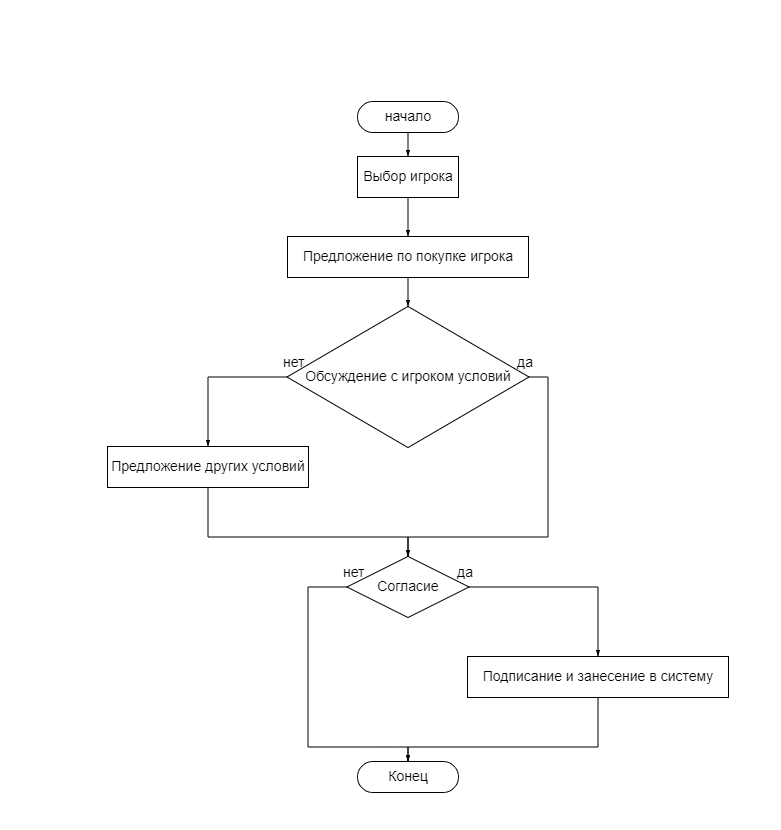 начало
Выбор игрока
Предложение по покупке игрока
нет
да
Обсуждение с игроком условий
Предложение других условий
нет
да
Согласие
Подписание и занесение в систему
Конец